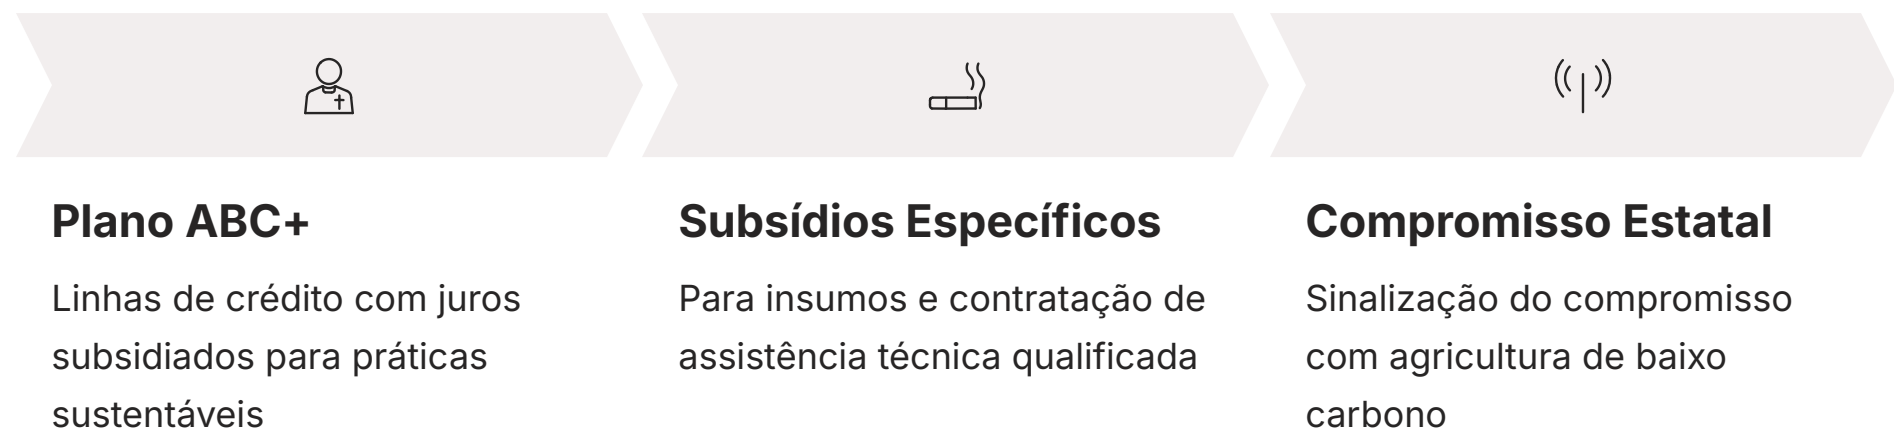 Plano ABC+
Linhas de crédito com juros
subsidiados para práticas
sustentáveis
Subsídios Específicos
Para insumos e contratação de
assistência técnica qualificada
Compromisso Estatal
Sinalização do compromisso
com agricultura de baixo
carbono